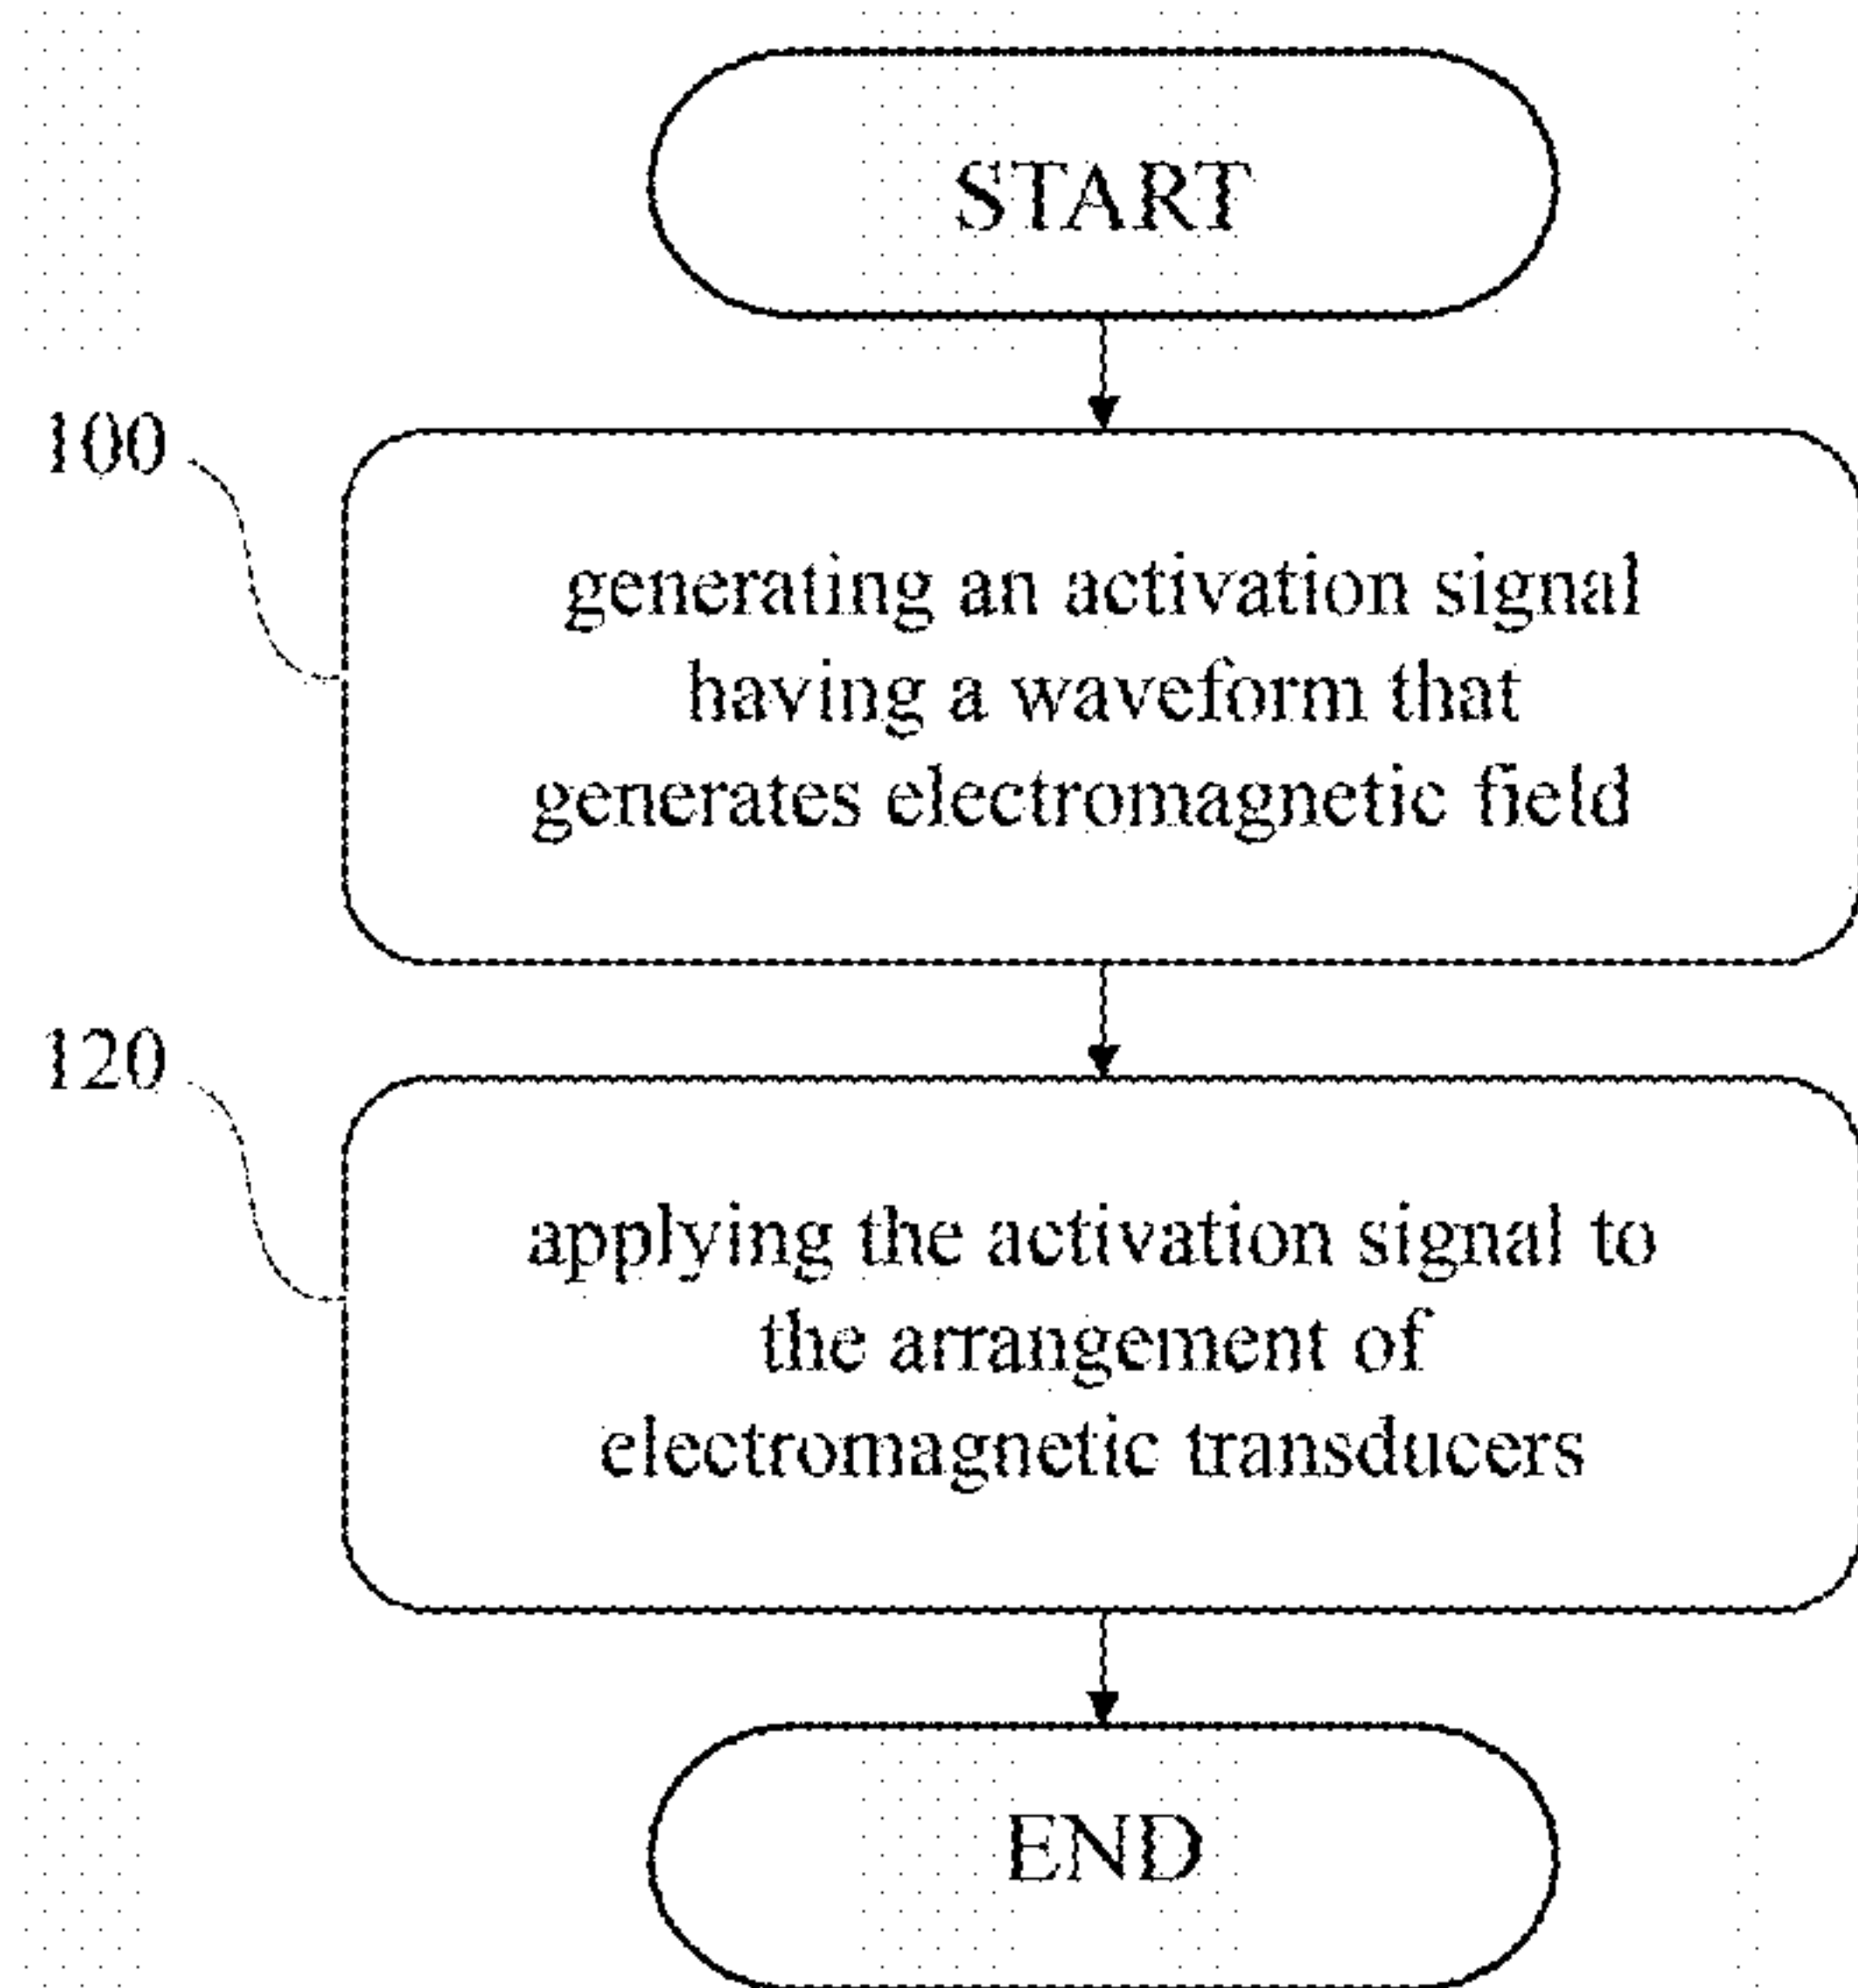 START
100
generating an activation signal
having a waveform that
generates electromagnetic field
120
applying the activation signal to
the arrangement of
electromagnetic transducers
END